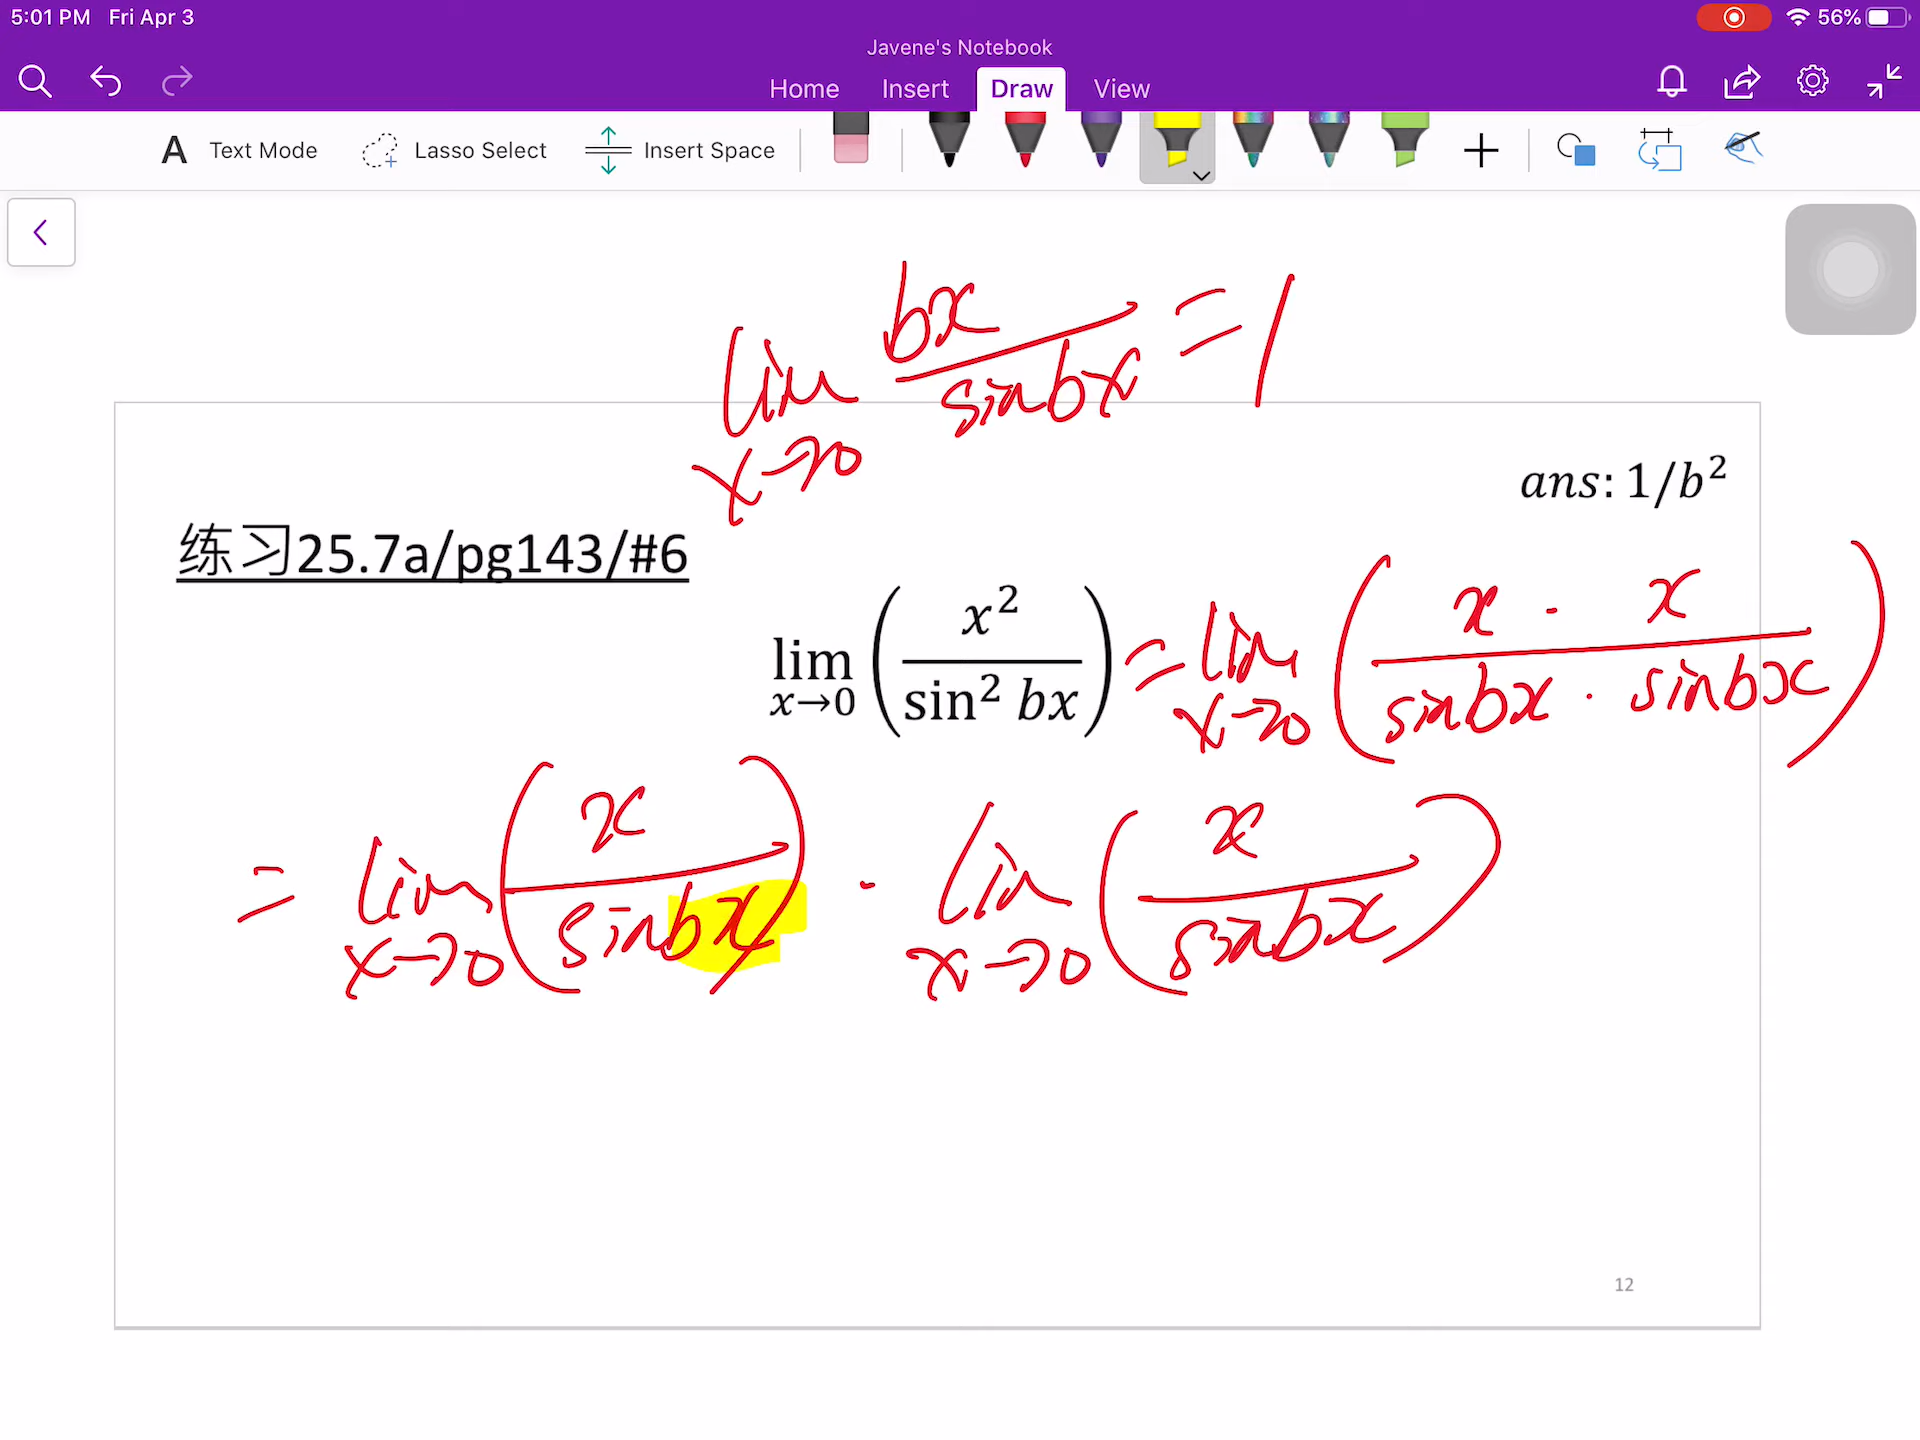 5:01 PM Fri Apr 3
56%
Javene's Notebook
Home Insert Draw View
A Text Mode Lasso Select Insert Space
lim x→0 bx/sinbx = 1
ans: 1/b²
练习25.7a/pg143/#6
lim x→0 (x²/sin² bx) = lim x→0 (x · x / sinbx · sinbx)
= lim x→0 (x/sinbx) · lim x→0 (x/sinbx)
12